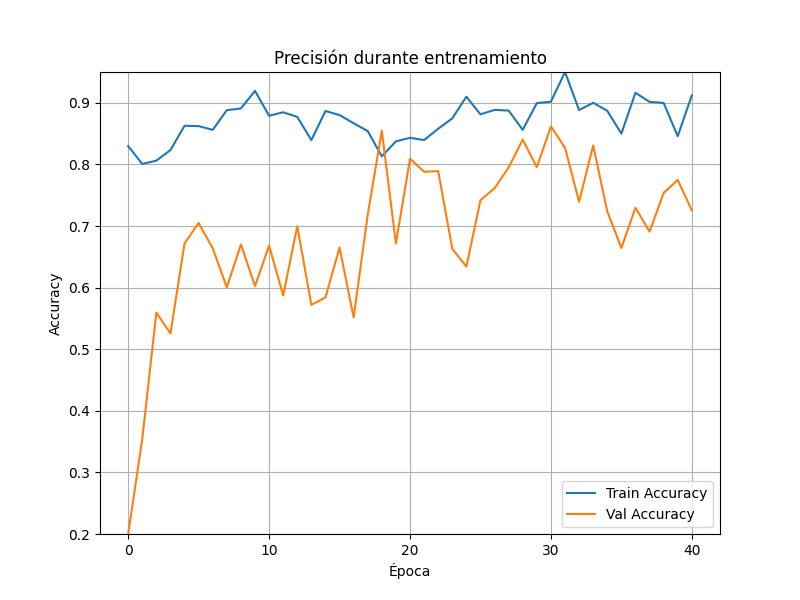 Precisión durante entrenamiento
Accuracy
0.9
0.8
0.7
0.6
0.5
0.4
0.3
0.2
0
10
20
30
40
Época
Train Accuracy
Val Accuracy